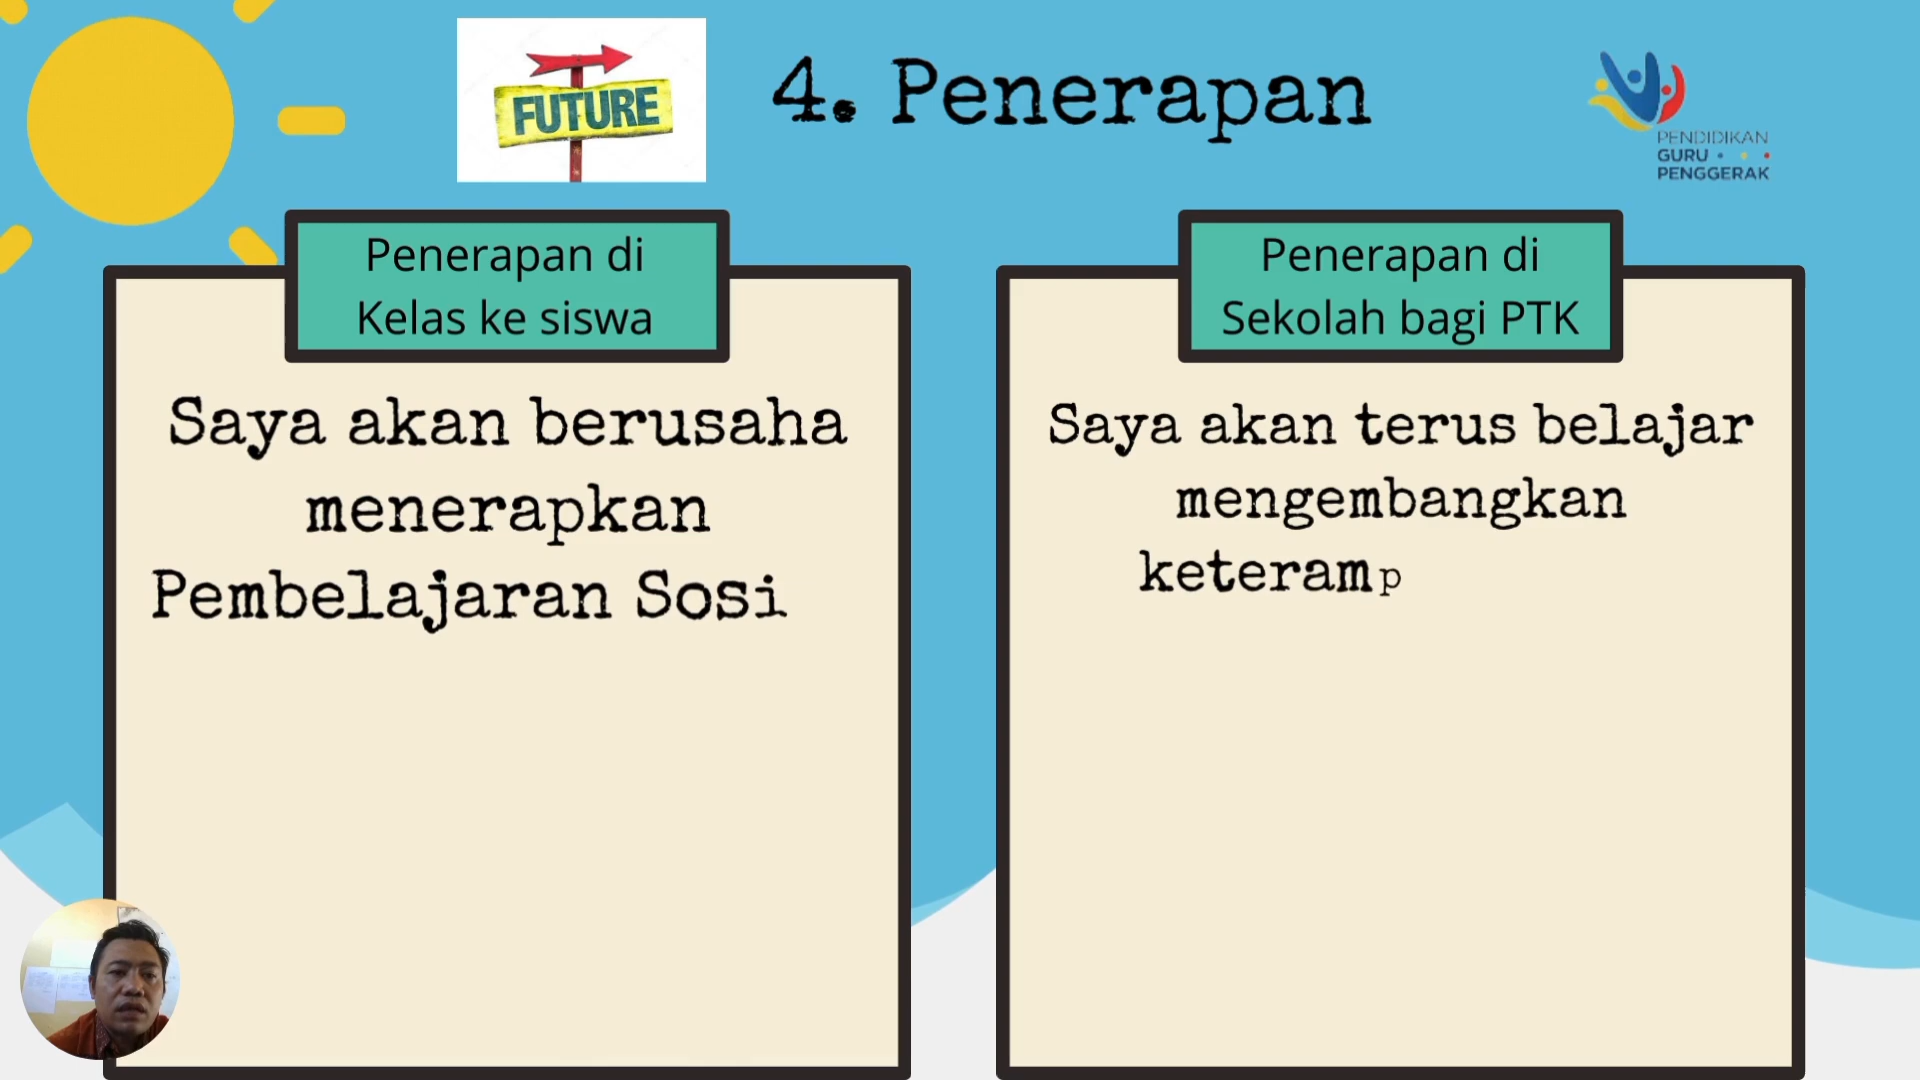 FUTURE
4. Penerapan
PENDIDIKAN
GURU
PENGGERAK
Penerapan di
Kelas ke siswa
Saya akan berusaha
menerapkan
Pembelajaran Sosi
Penerapan di
Sekolah bagi PTK
Saya akan terus belajar
mengembangkan
keteramp